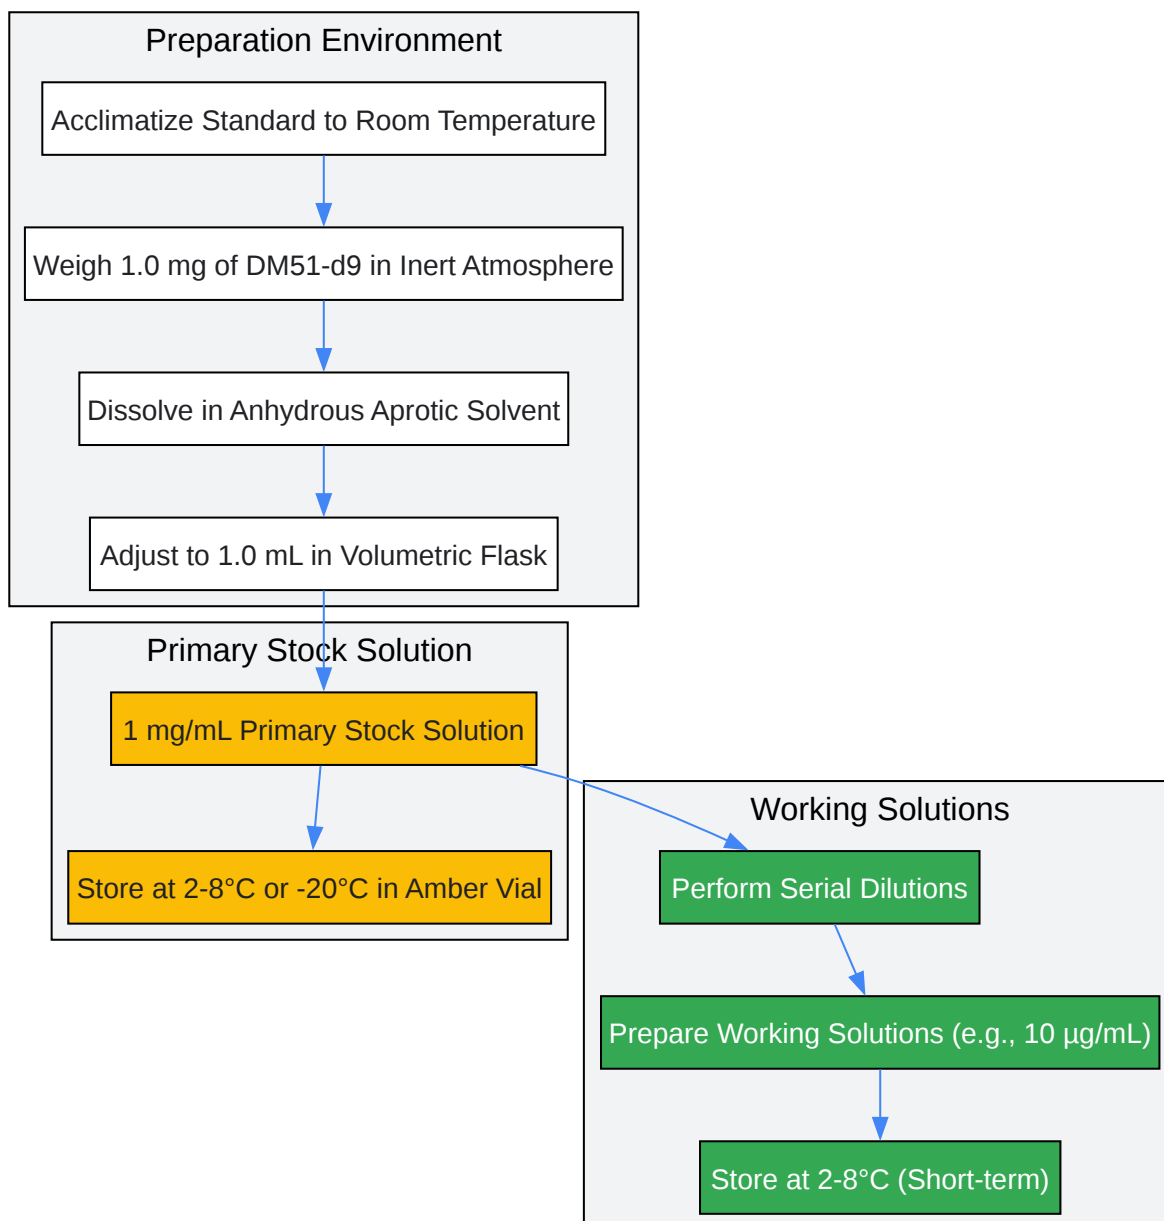 Preparation Environment
Acclimatize Standard to Room Temperature
Weigh 1.0 mg of DM51-d9 in Inert Atmosphere
Dissolve in Anhydrous Aprotic Solvent
Adjust to 1.0 mL in Volumetric Flask
Primary Stock Solution
1 mg/mL Primary Stock Solution
Store at 2-8°C or -20°C in Amber Vial
Working Solutions
Perform Serial Dilutions
Prepare Working Solutions (e.g., 10 µg/mL)
Store at 2-8°C (Short-term)